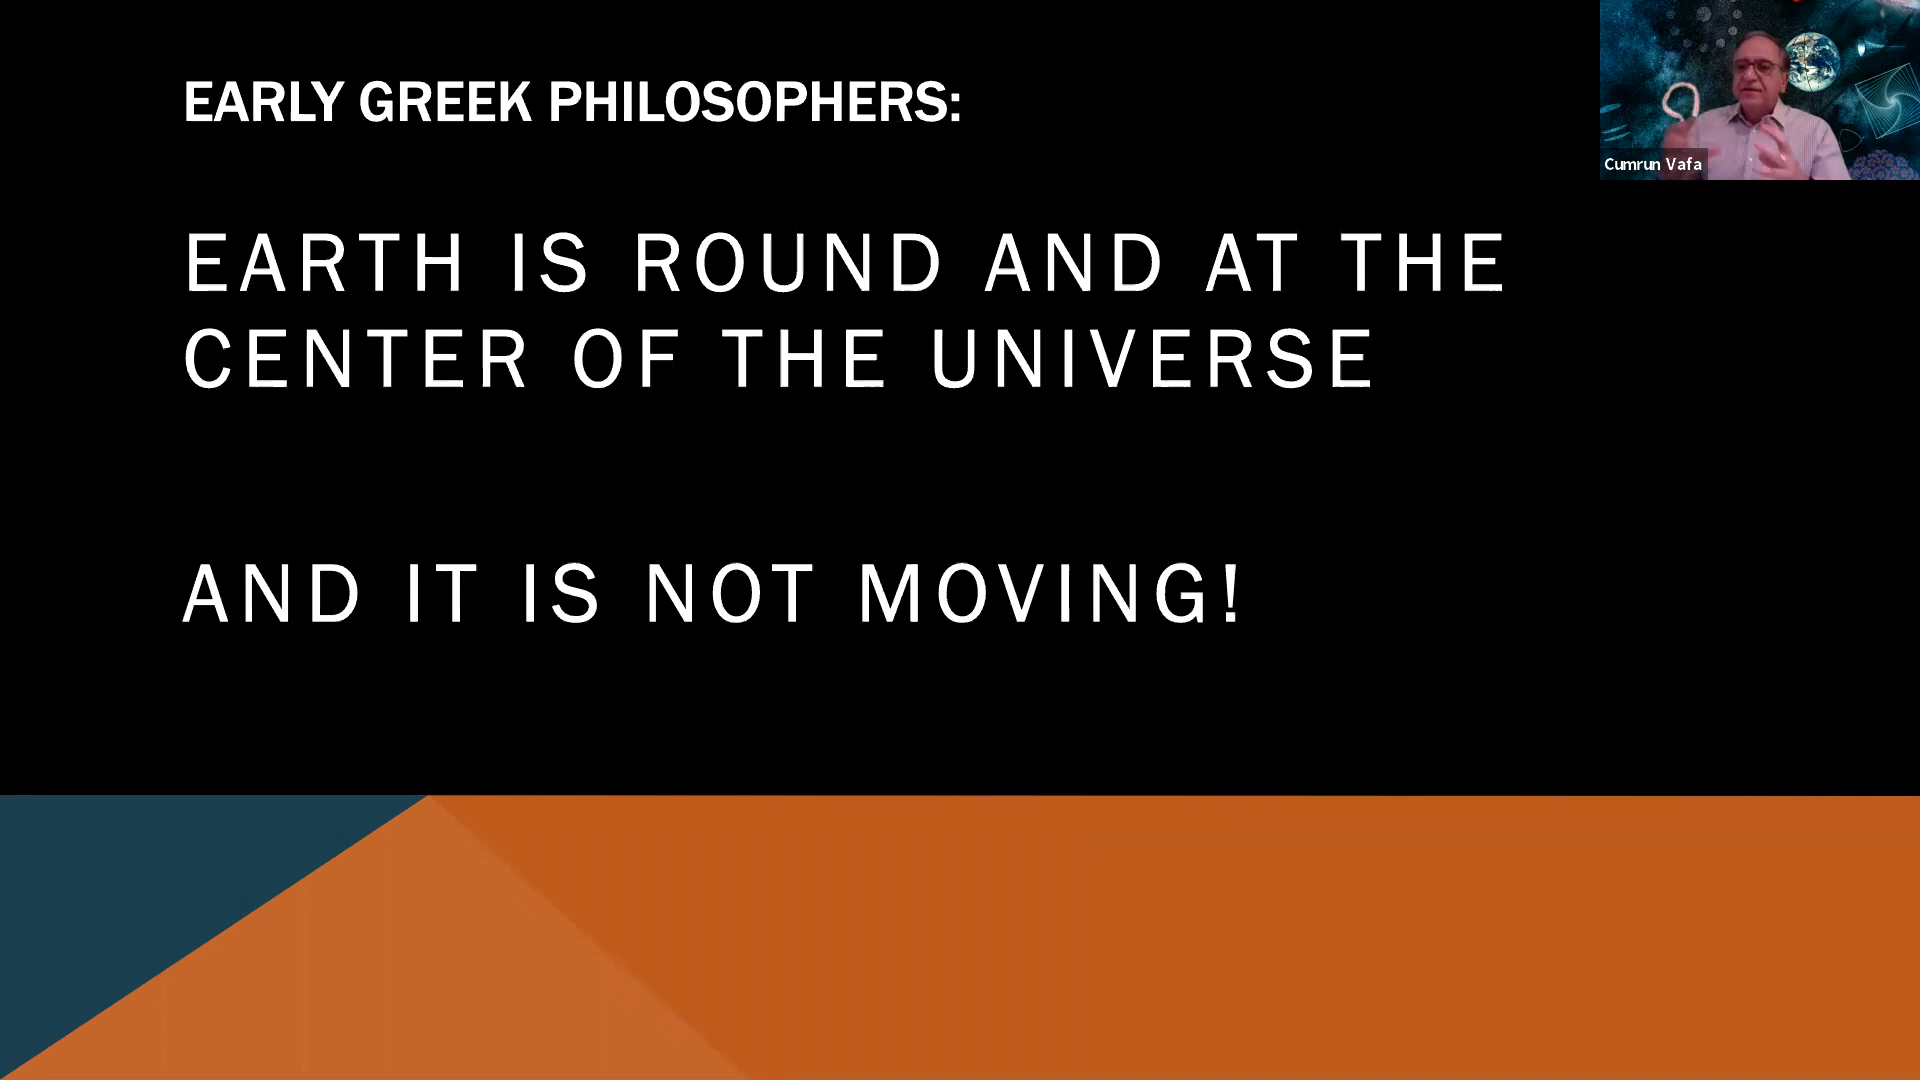 EARLY GREEK PHILOSOPHERS:
EARTH IS ROUND AND AT THE
CENTER OF THE UNIVERSE
AND IT IS NOT MOVING!
Cumrun Vafa